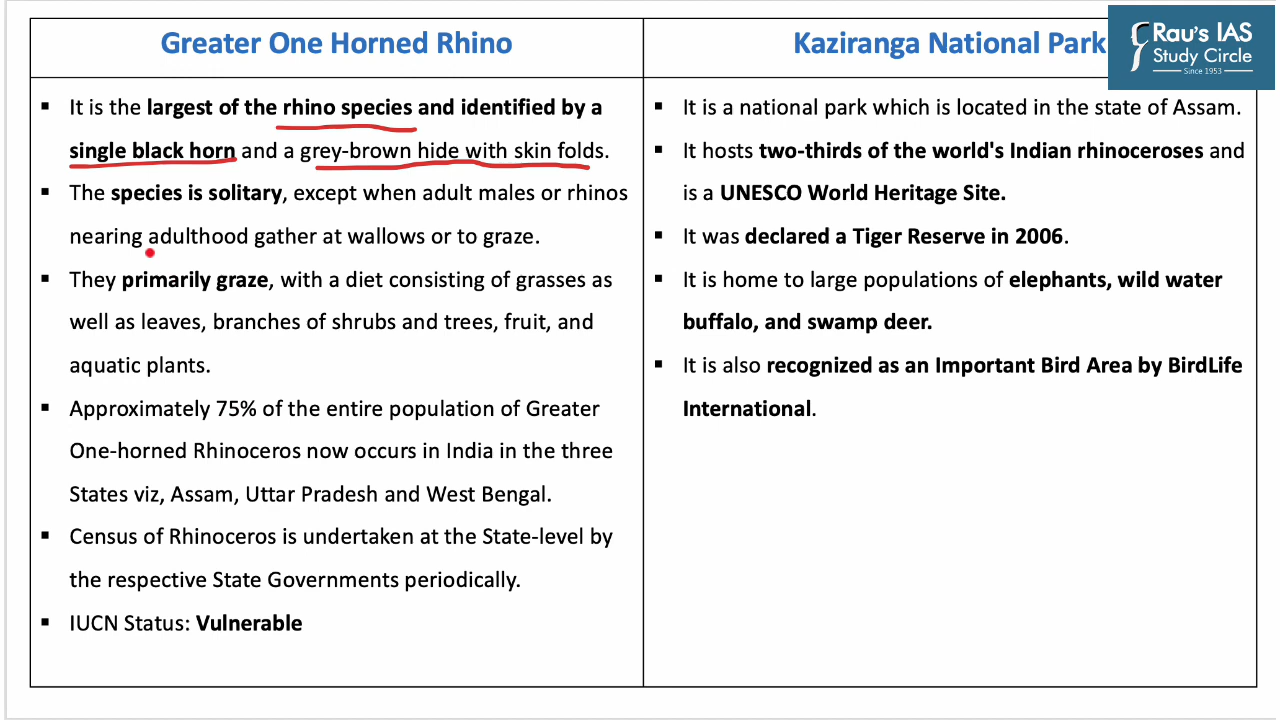 Greater One Horned Rhino
▪ It is the largest of the rhino species and identified by a
single black horn and a grey-brown hide with skin folds.
▪ The species is solitary, except when adult males or rhinos
nearing adulthood gather at wallows or to graze.
▪ They primarily graze, with a diet consisting of grasses as
well as leaves, branches of shrubs and trees, fruit, and
aquatic plants.
▪ Approximately 75% of the entire population of Greater
One-horned Rhinoceros now occurs in India in the three
States viz, Assam, Uttar Pradesh and West Bengal.
▪ Census of Rhinoceros is undertaken at the State-level by
the respective State Governments periodically.
▪ IUCN Status: Vulnerable
Kaziranga National Park
▪ It is a national park which is located in the state of Assam.
▪ It hosts two-thirds of the world's Indian rhinoceroses and
is a UNESCO World Heritage Site.
▪ It was declared a Tiger Reserve in 2006.
▪ It is home to large populations of elephants, wild water
buffalo, and swamp deer.
▪ It is also recognized as an Important Bird Area by BirdLife
International.
Rau's IAS
Study Circle
Since 1953